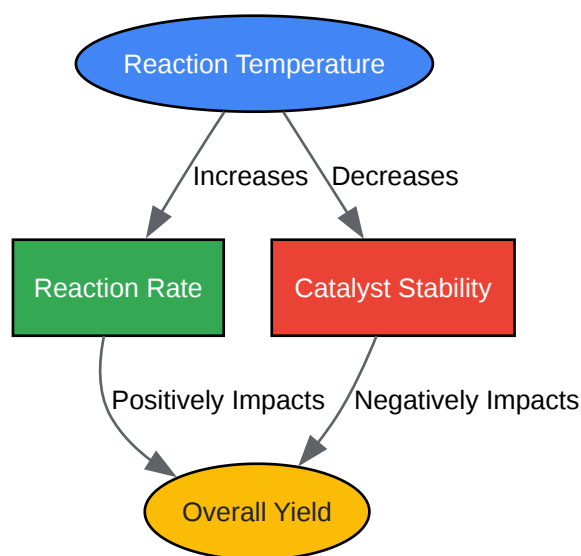 Reaction Temperature
Increases
Decreases
Reaction Rate
Catalyst Stability
Positively Impacts
Negatively Impacts
Overall Yield